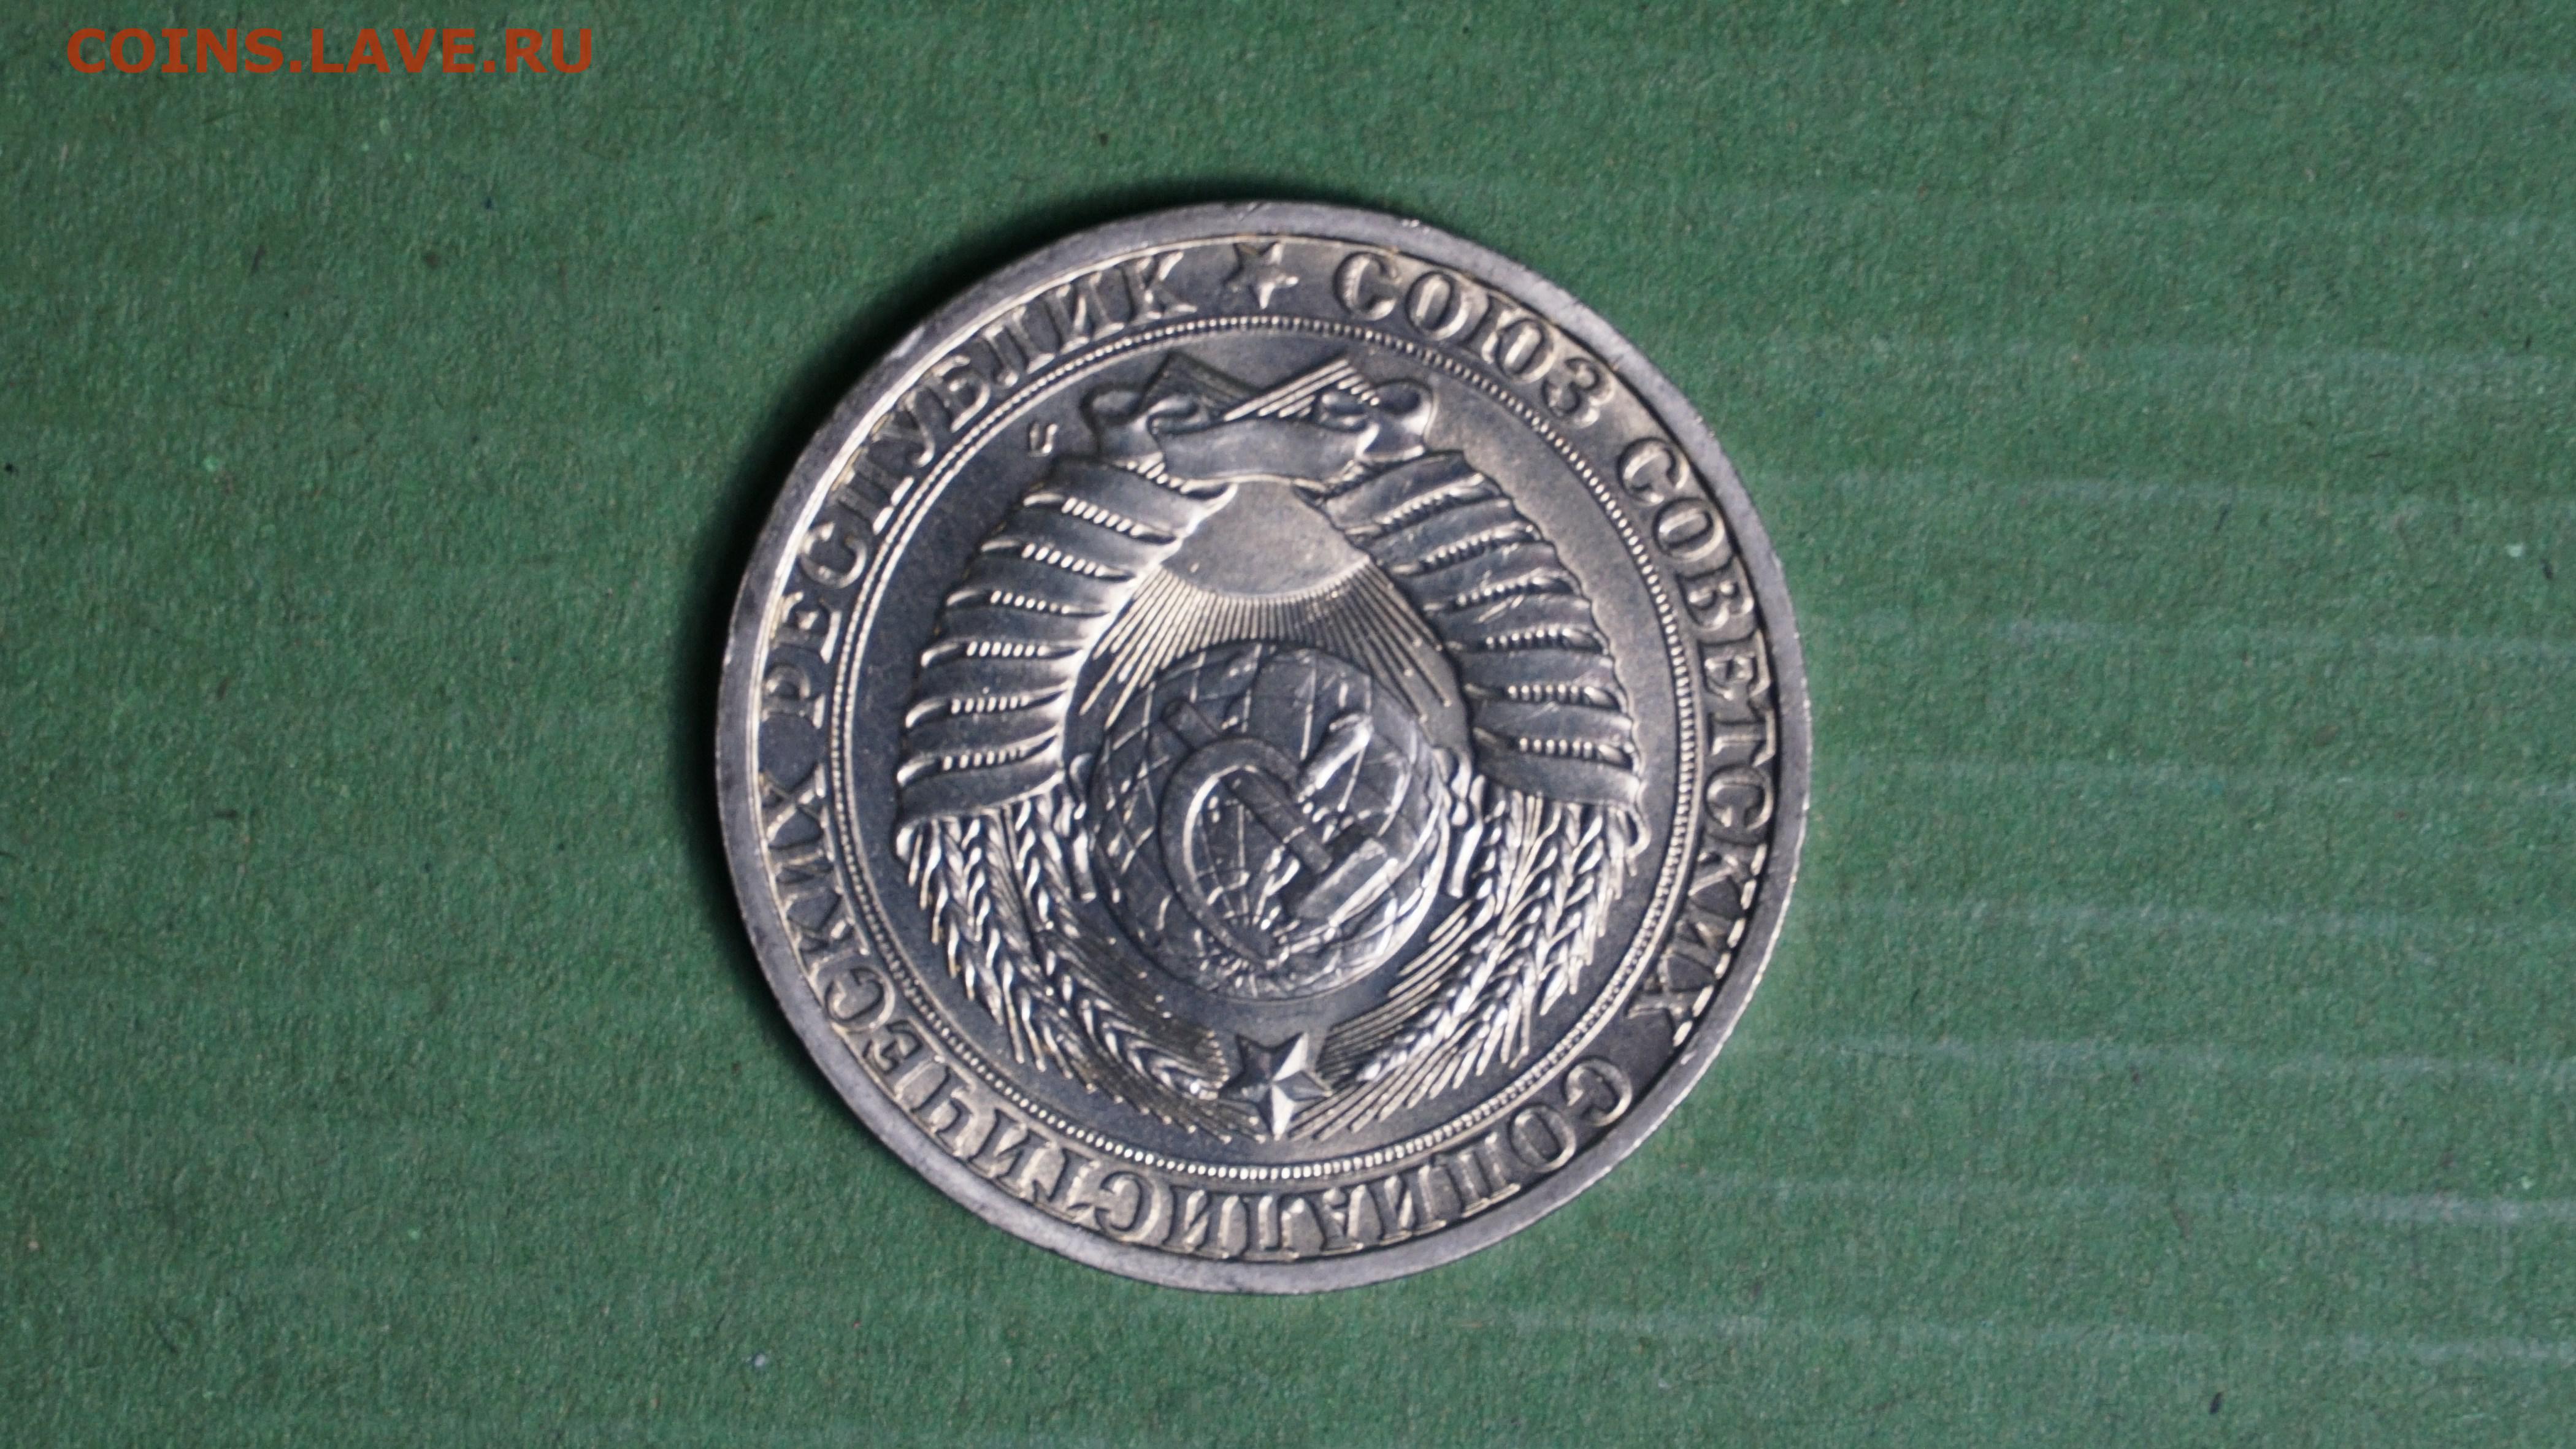 COINS.LAVE.RU
СОЮЗ СОВЕТСКИХ СОЦИАЛИСТИЧЕСКИХ РЕСПУБЛИК